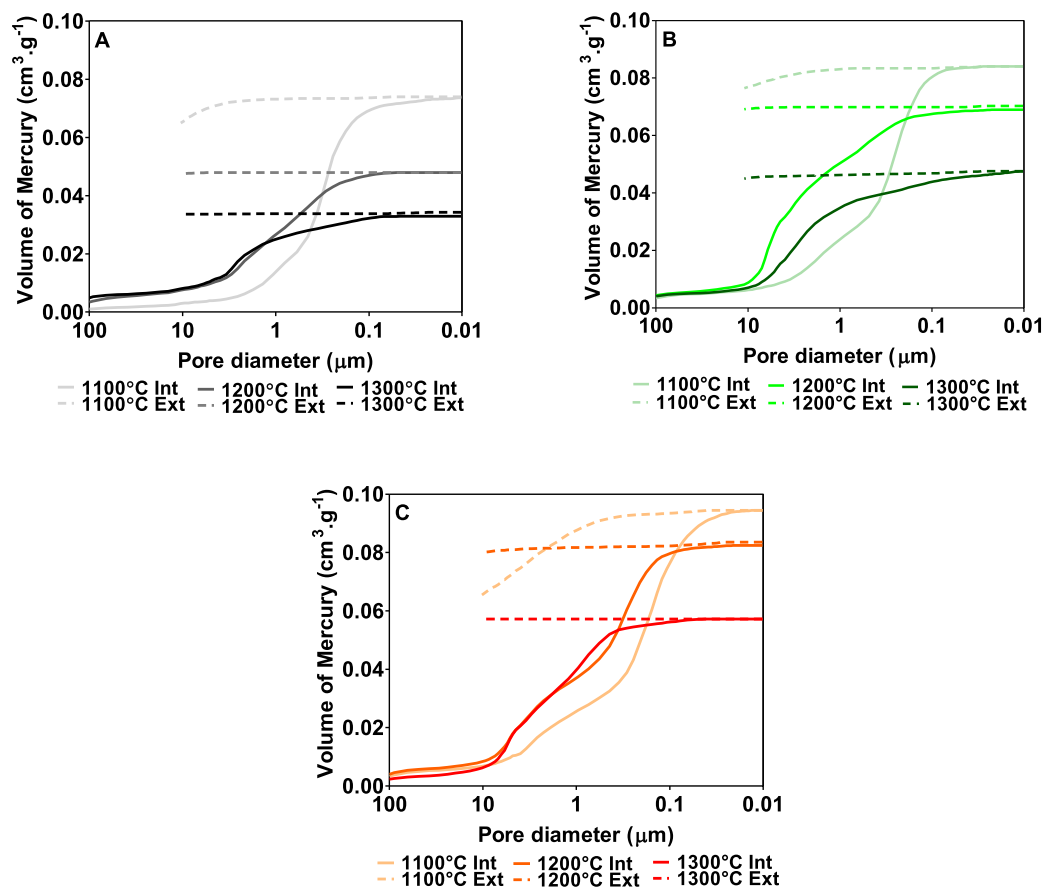 A
Volume of Mercury (cm³.g⁻¹)
0.10
0.08
0.06
0.04
0.02
0.00
100 10 1 0.1 0.01
Pore diameter (μm)
1100°C Int 1200°C Int 1300°C Int
1100°C Ext 1200°C Ext 1300°C Ext
B
Volume of Mercury (cm³.g⁻¹)
0.10
0.08
0.06
0.04
0.02
0.00
100 10 1 0.1 0.01
Pore diameter (μm)
1100°C Int 1200°C Int 1300°C Int
1100°C Ext 1200°C Ext 1300°C Ext
C
Volume of Mercury (cm³.g⁻¹)
0.10
0.08
0.06
0.04
0.02
0.00
100 10 1 0.1 0.01
Pore diameter (μm)
1100°C Int 1200°C Int 1300°C Int
1100°C Ext 1200°C Ext 1300°C Ext